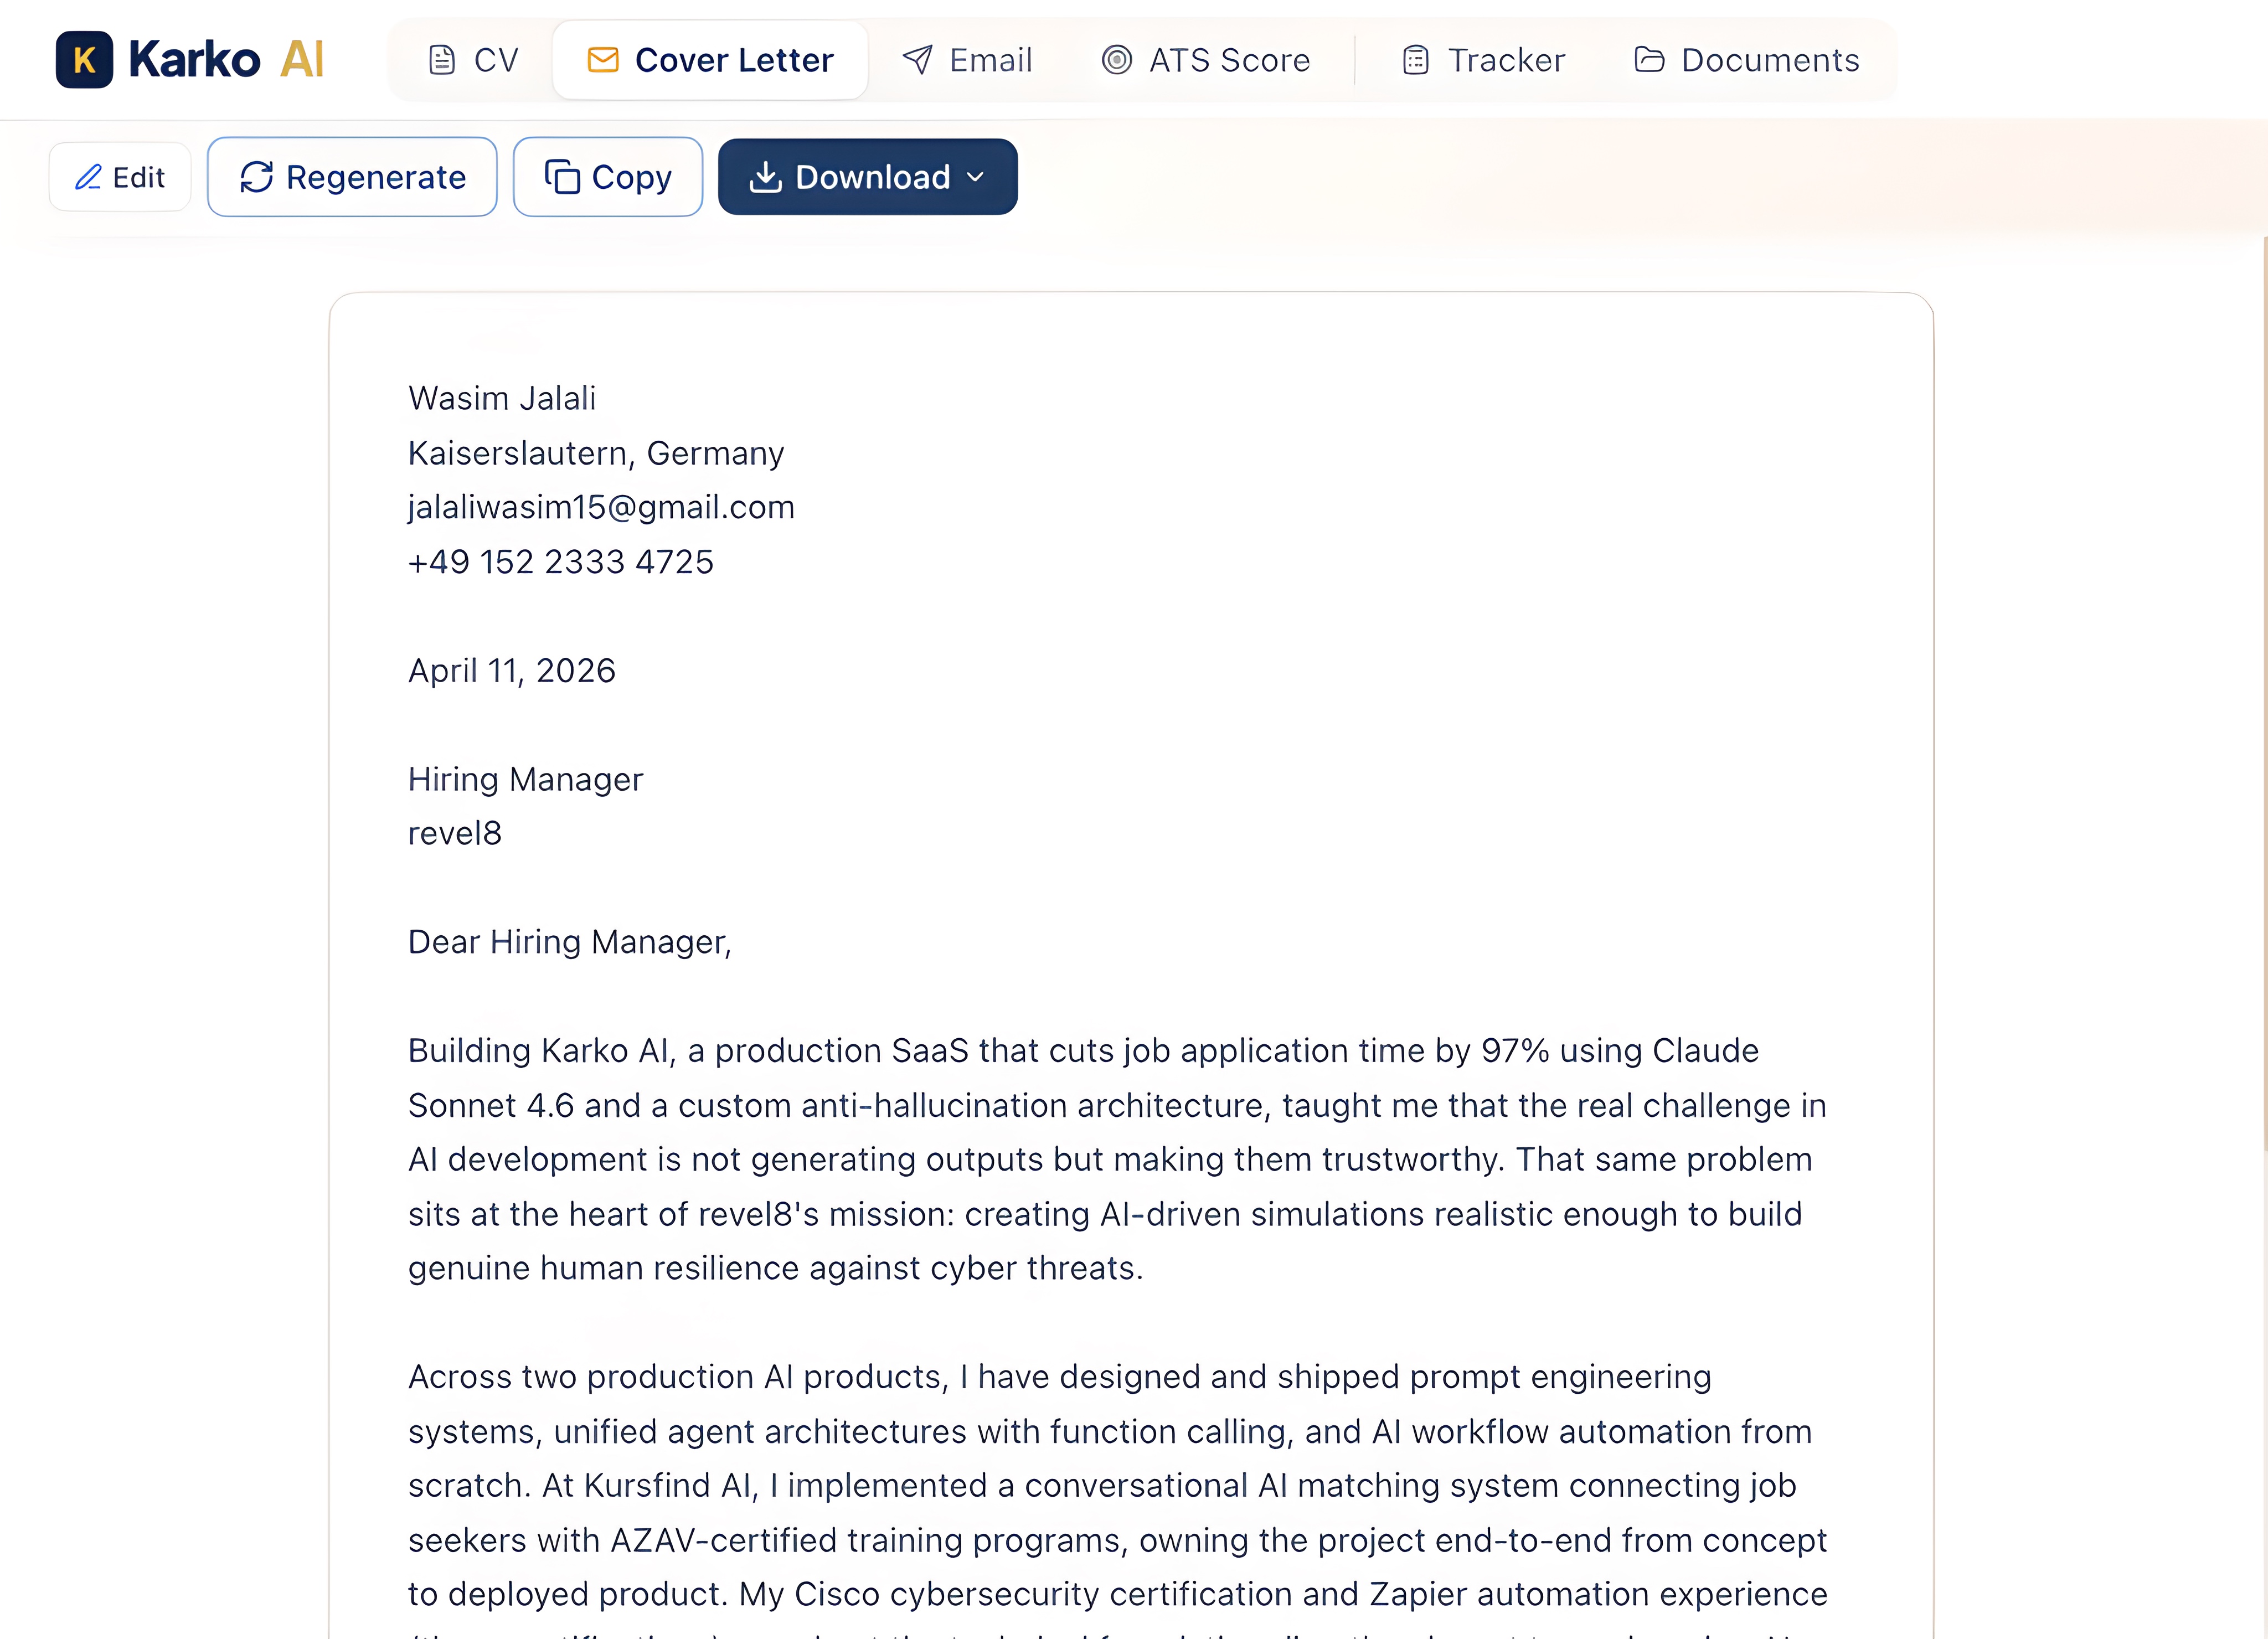 K Karko AI
CV
Cover Letter
Email
ATS Score
Tracker
Documents
Edit
Regenerate
Copy
Download
Wasim Jalali
Kaiserslautern, Germany
jalaliwasim15@gmail.com
+49 152 2333 4725
April 11, 2026
Hiring Manager
revel8
Dear Hiring Manager,
Building Karko AI, a production SaaS that cuts job application time by 97% using Claude
Sonnet 4.6 and a custom anti-hallucination architecture, taught me that the real challenge in
AI development is not generating outputs but making them trustworthy. That same problem
sits at the heart of revel8's mission: creating AI-driven simulations realistic enough to build
genuine human resilience against cyber threats.
Across two production AI products, I have designed and shipped prompt engineering
systems, unified agent architectures with function calling, and AI workflow automation from
scratch. At Kursfind AI, I implemented a conversational AI matching system connecting job
seekers with AZAV-certified training programs, owning the project end-to-end from concept
to deployed product. My Cisco cybersecurity certification and Zapier automation experience